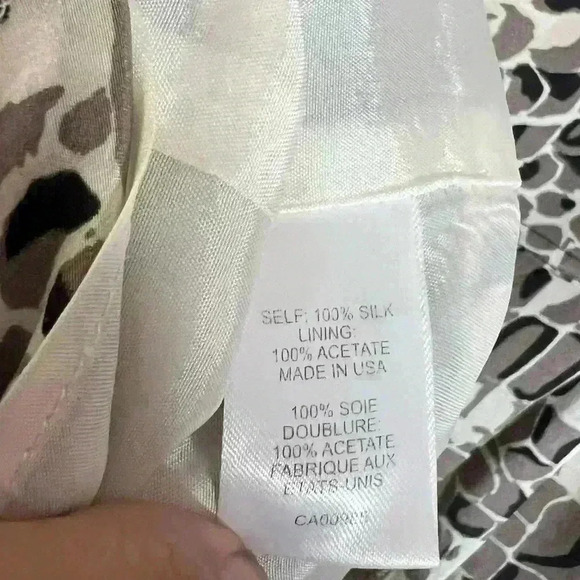 SELF: 100% SILK
LINING:
100% ACETATE
MADE IN USA
100% SOIE
DOUBLURE:
100% ACETATE
FABRIQUE AUX
ETATS-UNIS